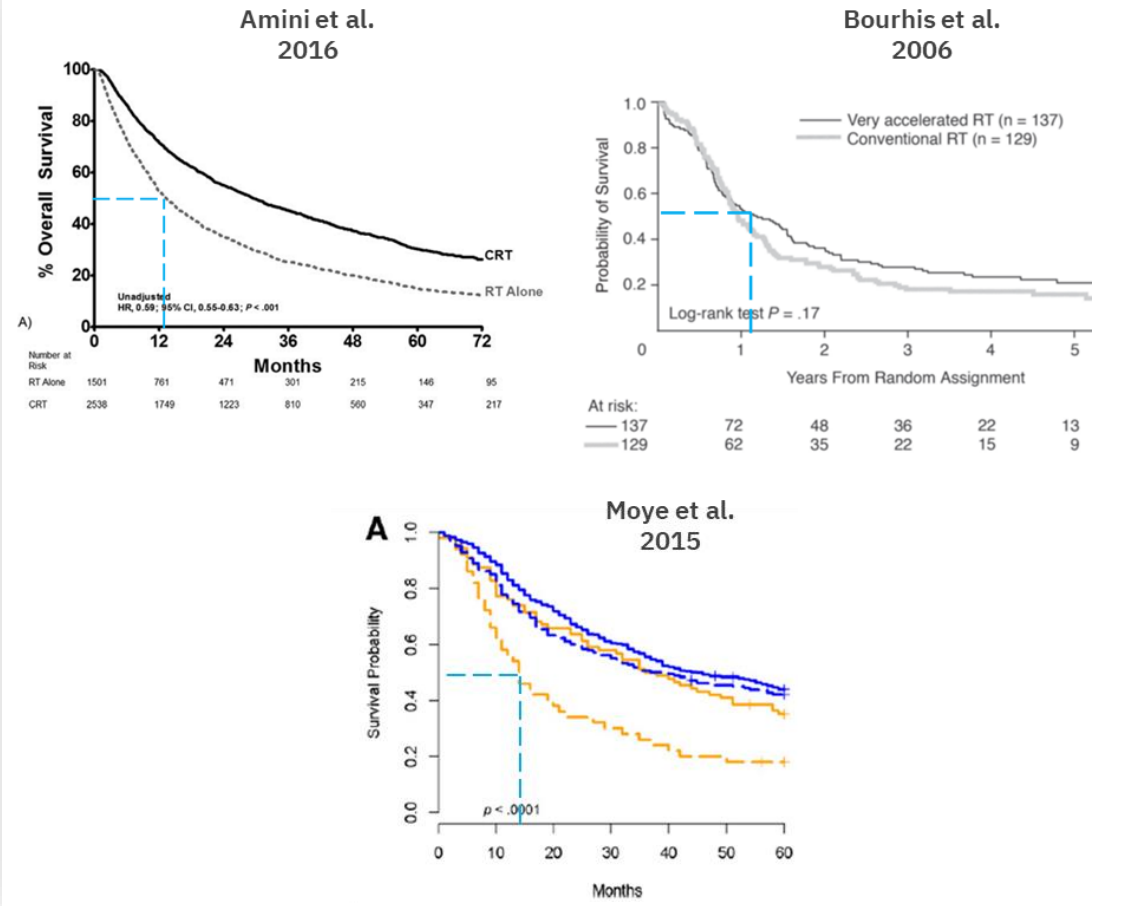 Amini et al.
2016
100
80
60
40
20
0
% Overall Survival
CRT
RT Alone
Unadjusted
HR, 0.59; 95% CI, 0.55-0.63; P < .001
A)
0 12 24 36 48 60 72
Months
Number at
Risk
RT Alone 1501 761 471 301 215 146 95
CRT 2538 1749 1223 810 560 347 217
Bourhis et al.
2006
1.0
0.8
0.6
0.4
0.2
Probability of Survival
Very accelerated RT (n = 137)
Conventional RT (n = 129)
Log-rank test P = .17
0 1 2 3 4 5
Years From Random Assignment
At risk:
137 72 48 36 22 13
129 62 35 22 15 9
Moye et al.
2015
A
1.0
0.8
0.6
0.4
0.2
0.0
Survival Probability
p < .0001
0 10 20 30 40 50 60
Months